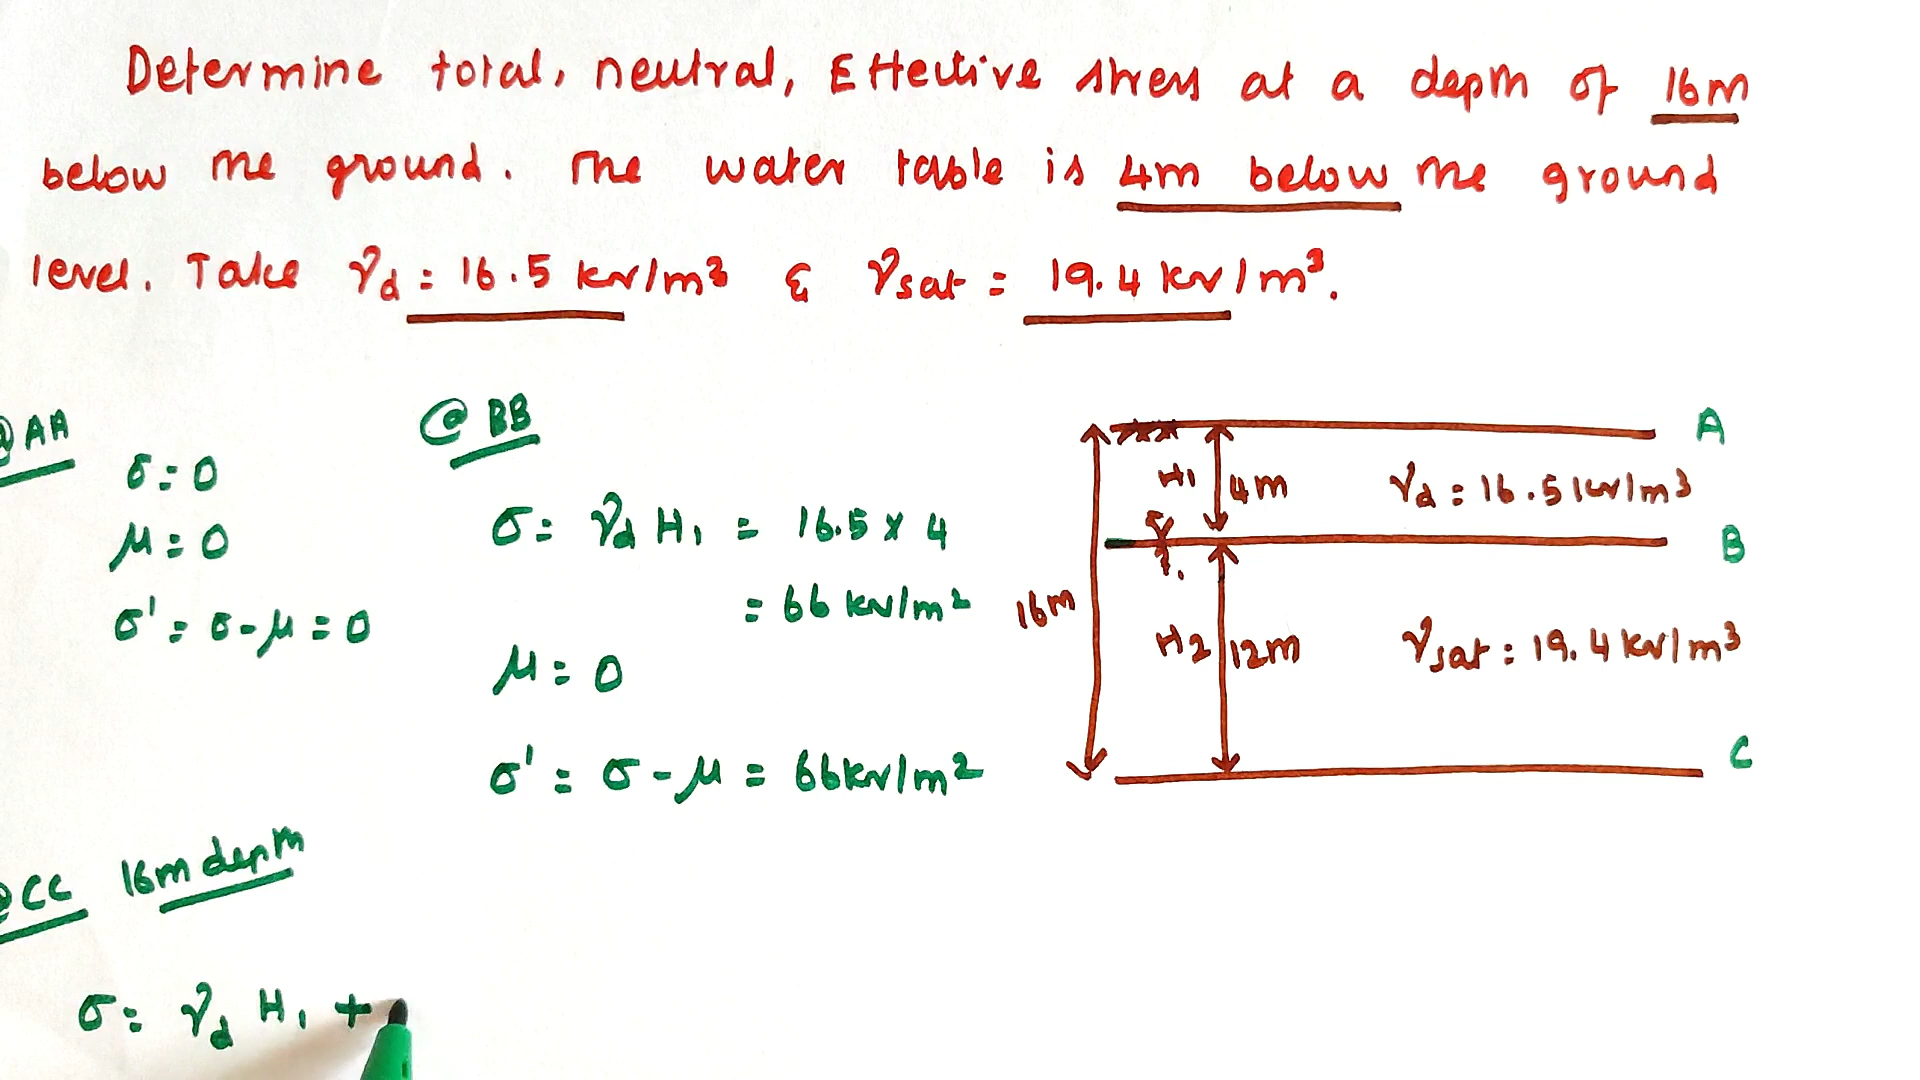 Determine total, neutral, Effective stress at a depth of 16m
below the ground. The water table is 4m below the ground
level. Take γd = 16.5 kN/m3 & γsat = 19.4 kN/m³.
@AA
σ = 0
μ = 0
σ' = σ - μ = 0
@BB
σ = γd H1 = 16.5 x 4
= 66 kN/m2
μ = 0
σ' = σ - μ = 66kN/m2
A
H1 4m γd = 16.5 kN/m3
B
16m
H2 12m γsat = 19.4 kN/m3
C
@CC 16m depth
σ = γd H1 +